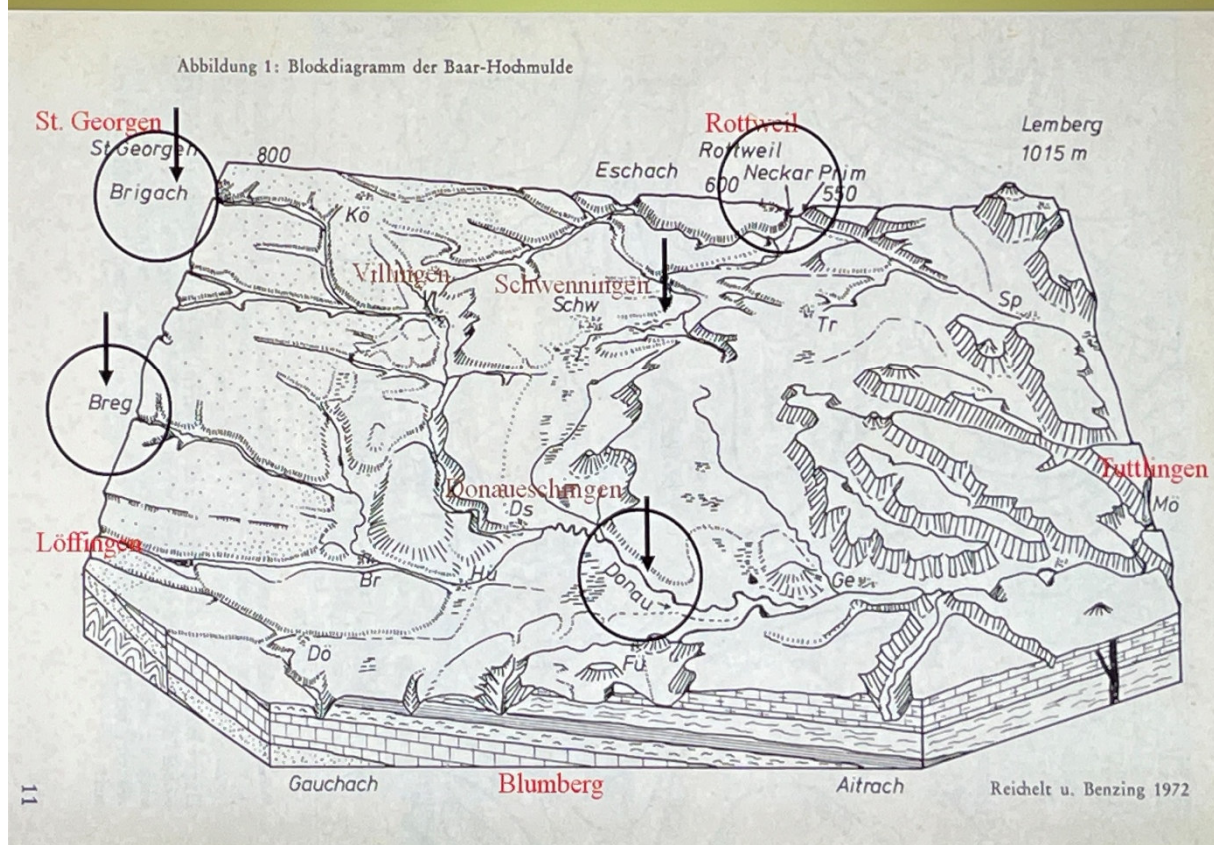 Abbildung 1: Blockdiagramm der Baar-Hochmulde
St. Georgen
St Georgen
Brigach
800
Kö
Eschach
Rottweil
Rottweil
600
Neckar Prim
550
Lemberg
1015 m
Villingen
Schwenningen
Schw
Sp
Tr
Breg
Donaueschingen
Ds
Tuttlingen
Mö
Löffingen
Br
Hü
Donau
Ge
Dö
Fü
Gauchach
Blumberg
Aitrach
Reichelt u. Benzing 1972
11